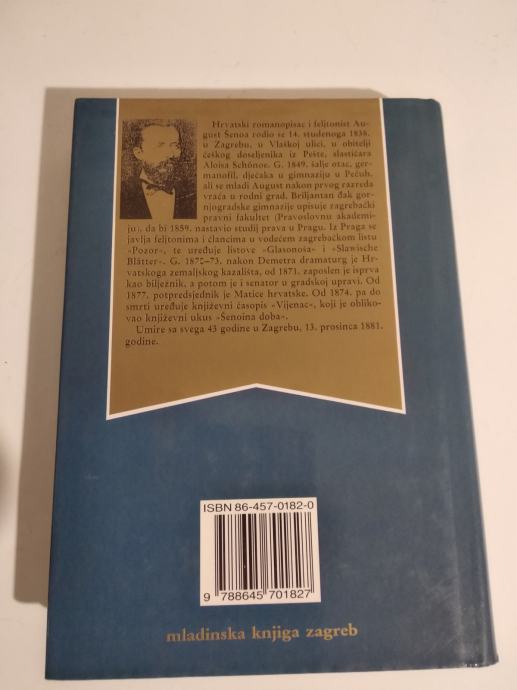 Hrvatski romanopisac i feljtonist Au-
gust Šenoa rodio se 14. studenoga 1838.
u Zagrebu, u Vlaškoj ulici, u obitelji
češkog doseljenika iz Pešte, slastičara
Aloisa Schönoe. G. 1849. šalje otac, ger-
manofil, dječaka u gimnaziju u Pečuh,
ali se mladi August nakon prvog razreda
vraća u rodni grad. Briljantan đak gor-
njogradske gimnazije upisuje zagrebački
pravni fakultet (Pravoslovnu akademi-
ju), da bi 1859. nastavio studij prava u Pragu. Iz Praga se
javlja feljtonima i člancima u vodećem zagrebačkom listu
»Pozor«, te uređuje listove »Glasonoša« i »Slawische
Blätter«. G. 1872–73. nakon Demetra dramaturg je Hr-
vatskoga zemaljskog kazališta, od 1871. zaposlen je isprva
kao bilježnik, a potom je i senator u gradskoj upravi. Od
1877. potpredsjednik je Matice hrvatske. Od 1874. pa do
smrti uređuje književni časopis »Vijenac«, koji je obliko-
vao književni ukus »Šenoina doba«.
Umire sa svega 43 godine u Zagrebu, 13. prosinca 1881.
godine.
ISBN 86-457-0182-0
9 788645 701827
mladinska knjiga zagreb